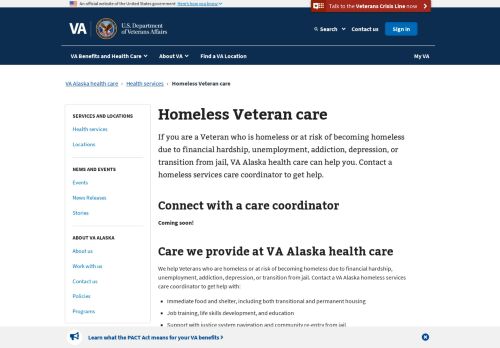 An official website of the United States government Here's how you know
Talk to the Veterans Crisis Line now
VA
U.S. Department
of Veterans Affairs
Search
Contact us
Sign in
VA Benefits and Health Care
About VA
Find a VA Location
My VA
VA Alaska health care › Health services › Homeless Veteran care
SERVICES AND LOCATIONS
Health services
Locations
NEWS AND EVENTS
Events
News Releases
Stories
ABOUT VA ALASKA
About us
Work with us
Contact us
Policies
Programs
Homeless Veteran care
If you are a Veteran who is homeless or at risk of becoming homeless
due to financial hardship, unemployment, addiction, depression, or
transition from jail, VA Alaska health care can help you. Contact a
homeless services care coordinator to get help.
Connect with a care coordinator
Coming soon!
Care we provide at VA Alaska health care
We help Veterans who are homeless or at risk of becoming homeless due to financial hardship,
unemployment, addiction, depression, or transition from jail. Contact a VA Alaska homeless services
care coordinator to get help with:
• Immediate food and shelter, including both transitional and permanent housing
• Job training, life skills development, and education
• Support with justice system navigation and community re-entry from jail
Learn what the PACT Act means for your VA benefits >